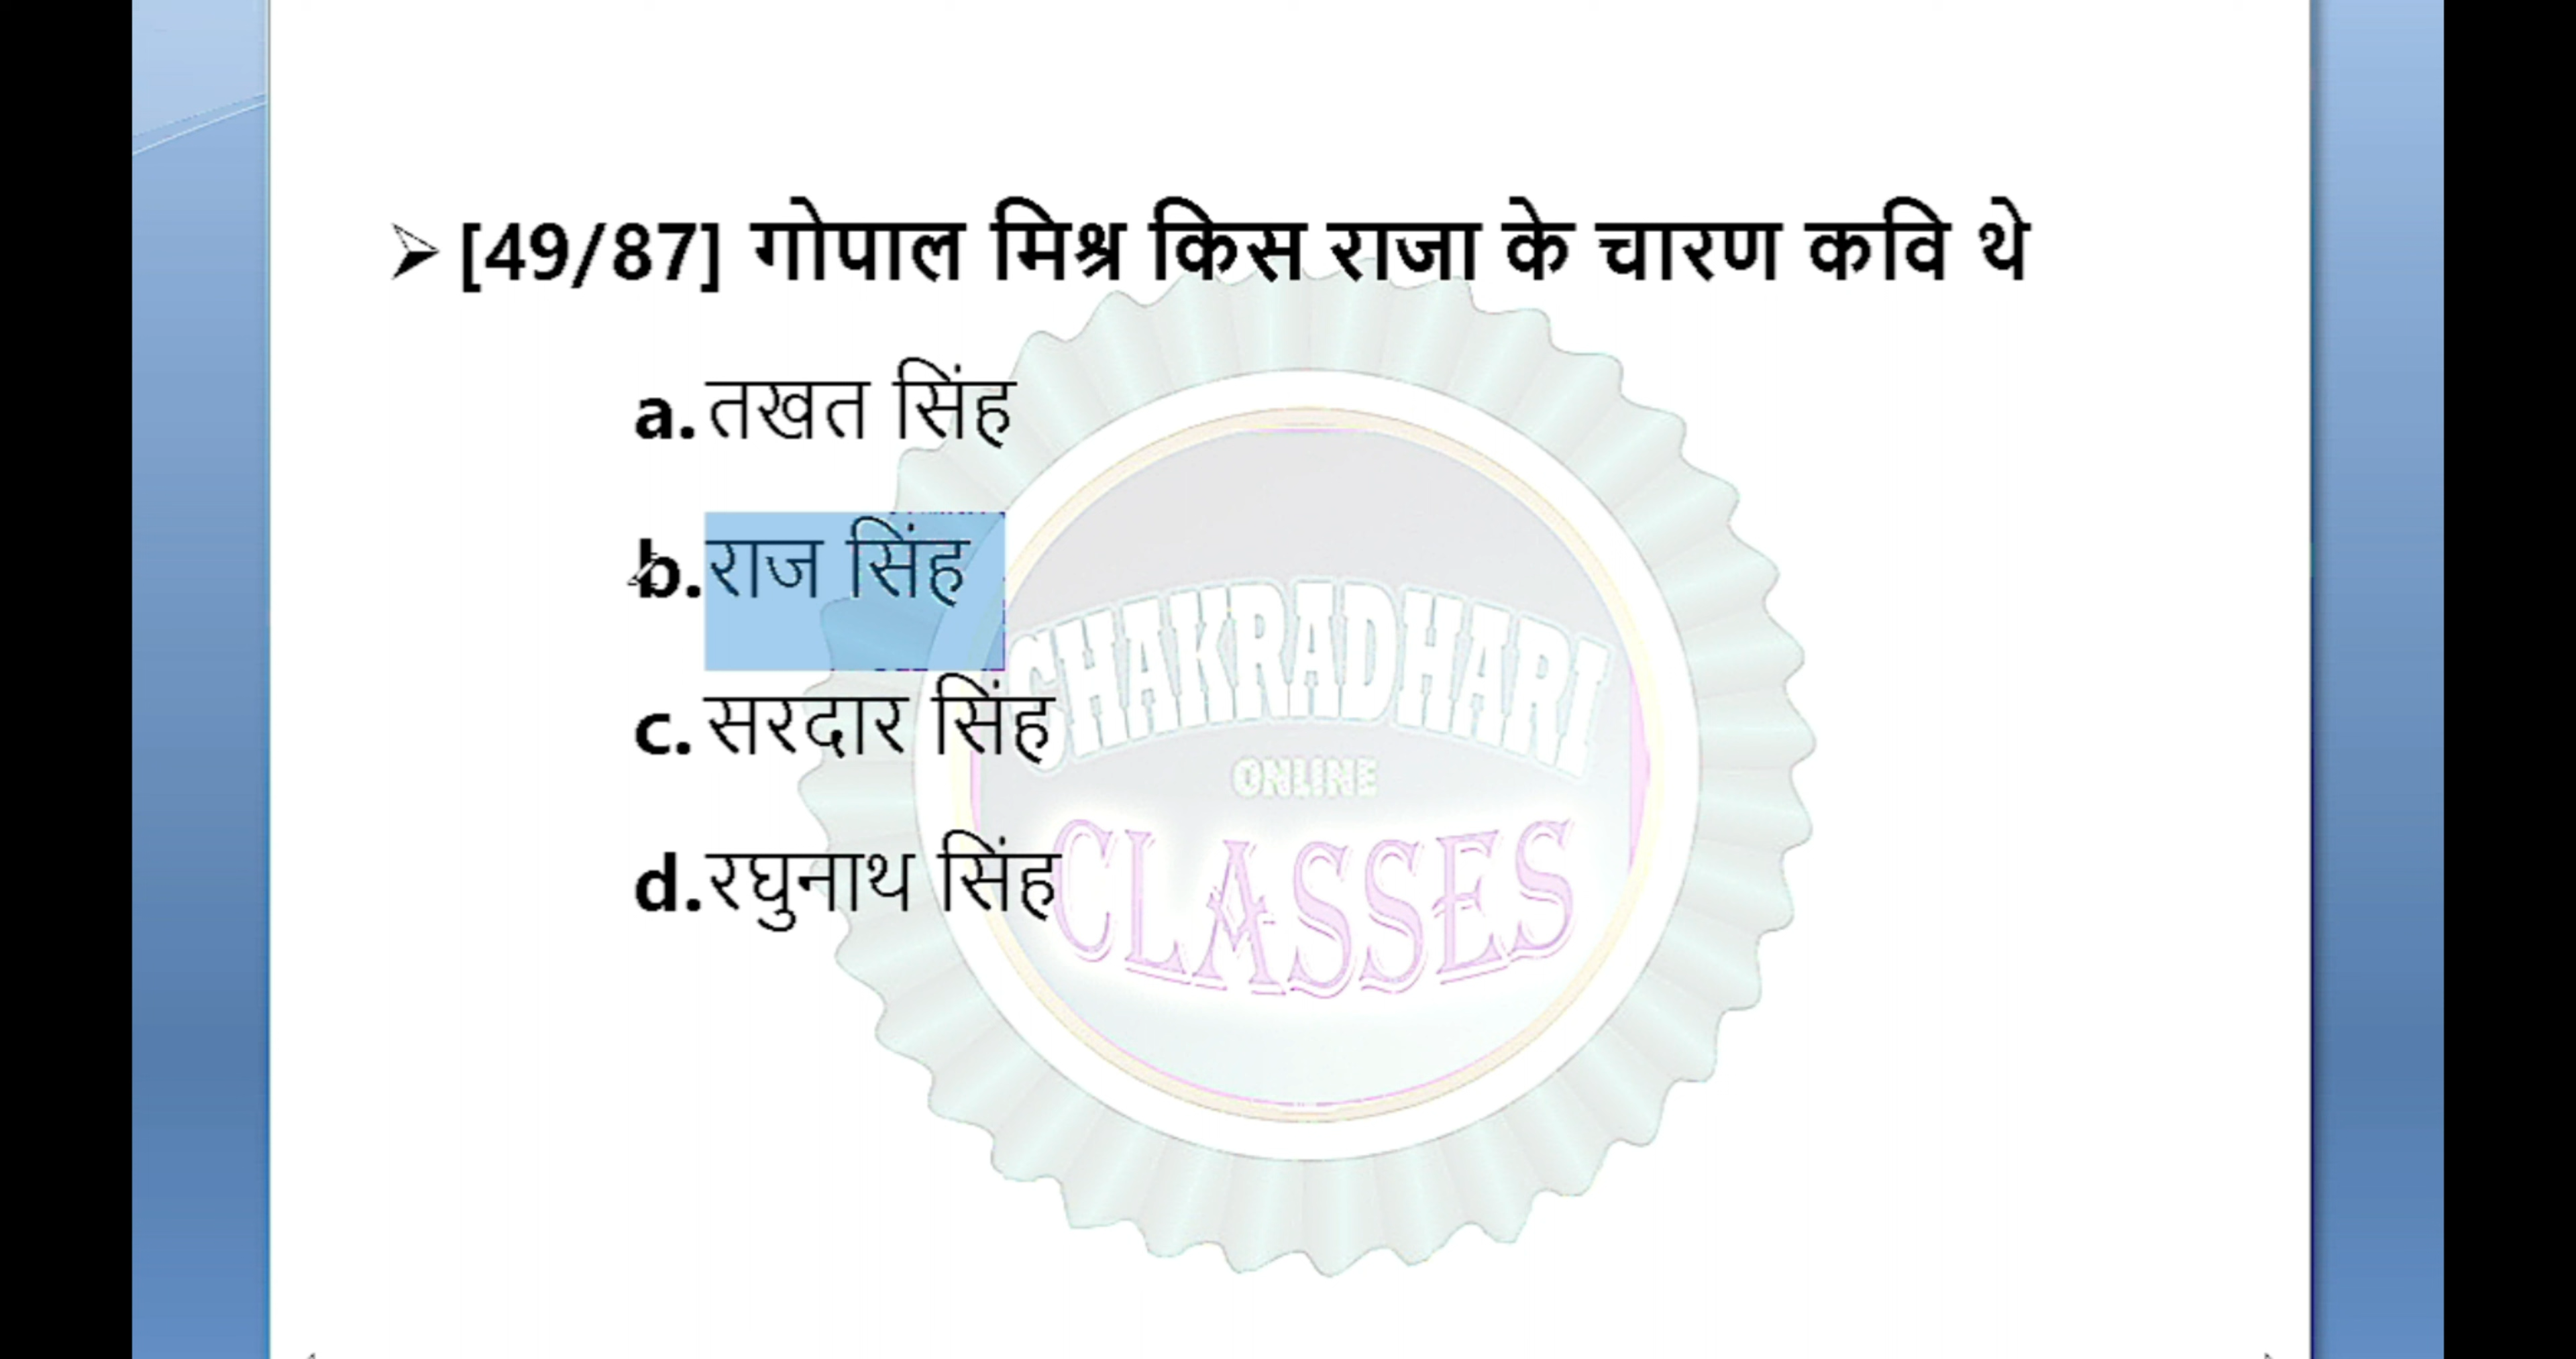 ➢ [49/87] गोपाल मिश्र किस राजा के चारण कवि थे
a. तखत सिंह
b. राज सिंह
c. सरदार सिंह
d. रघुनाथ सिंह
CHAKRADHARI
ONLINE
CLASSES